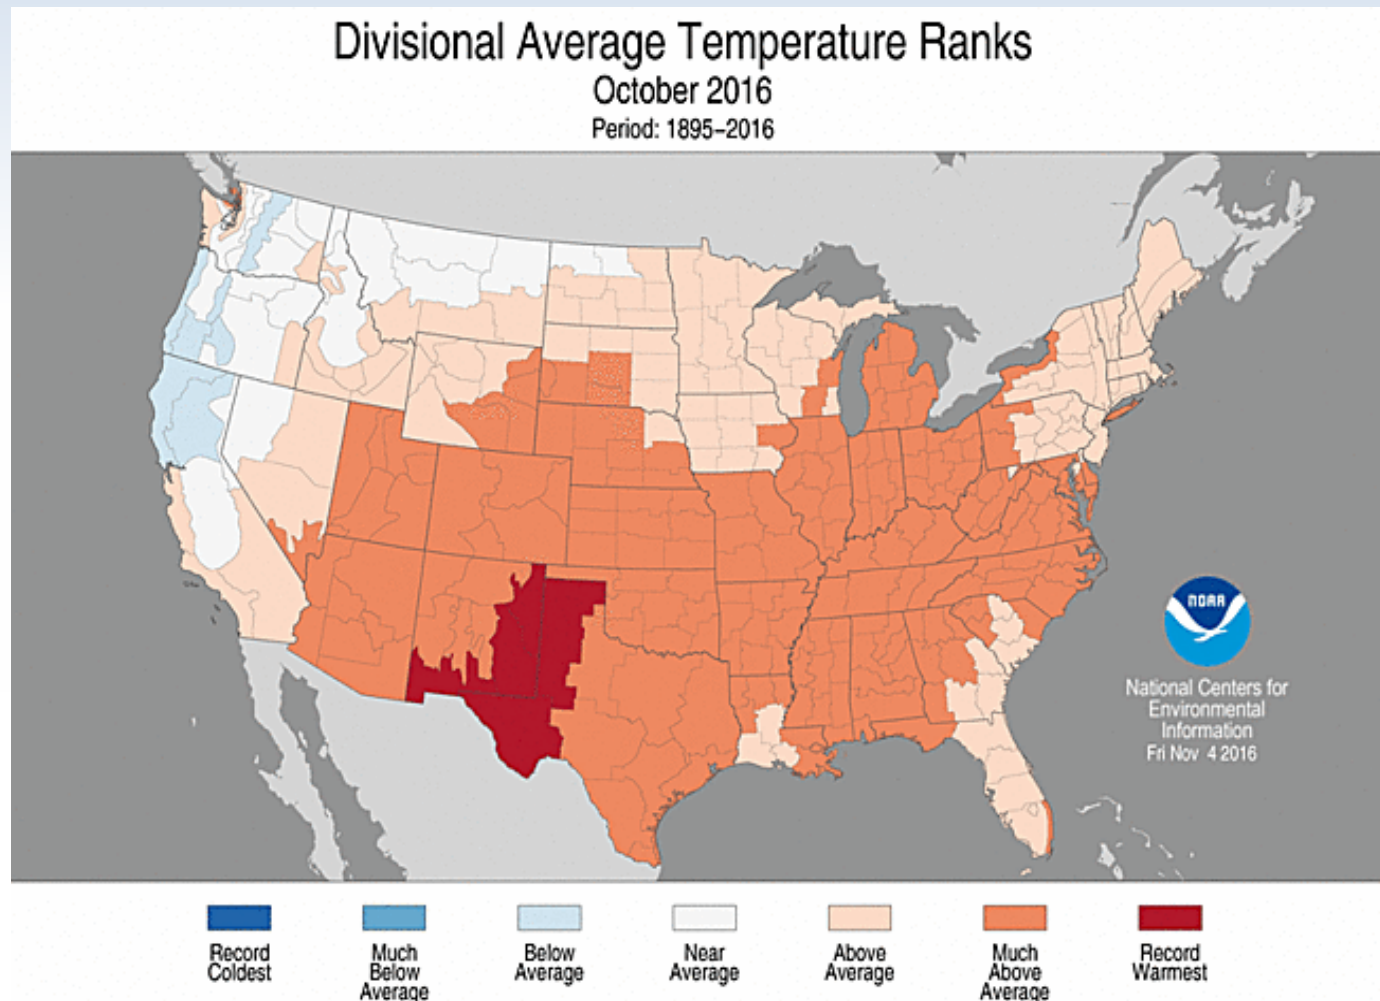 Divisional Average Temperature Ranks
October 2016
Period: 1895–2016
NOAA
National Centers for
Environmental
Information
Fri Nov 4 2016
Record
Coldest
Much
Below
Average
Below
Average
Near
Average
Above
Average
Much
Above
Average
Record
Warmest